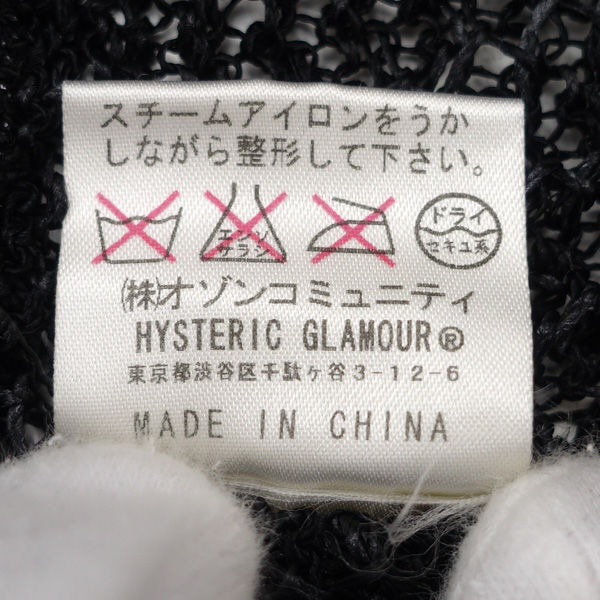 スチームアイロンをうか
しながら整形して下さい。
エンソ
サラシ
ドライ
セキユ系
㈱オゾンコミュニティ
HYSTERIC GLAMOUR®
東京都渋谷区千駄ヶ谷3-12-6
MADE IN CHINA